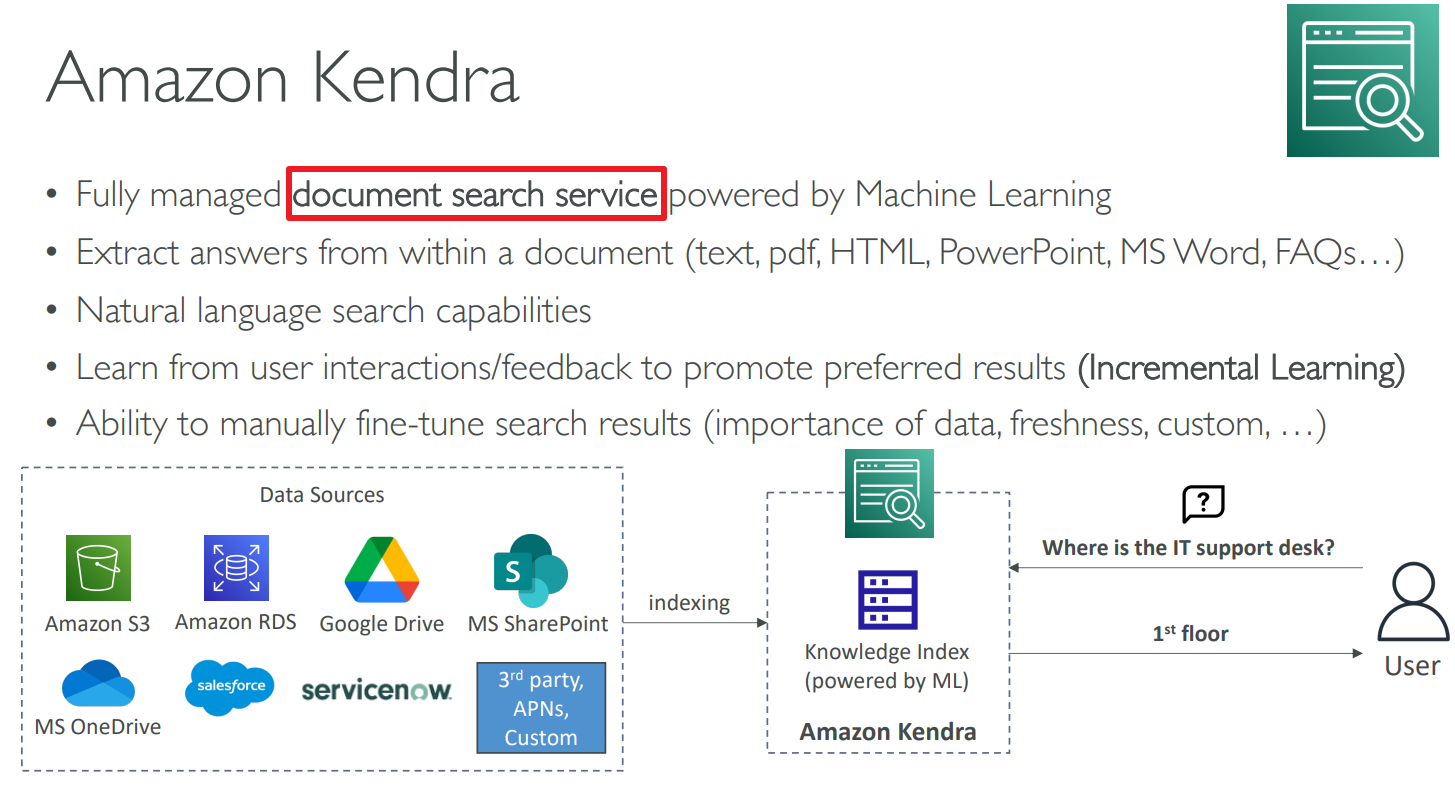 Amazon Kendra
• Fully managed document search service powered by Machine Learning
• Extract answers from within a document (text, pdf, HTML, PowerPoint, MS Word, FAQs…)
• Natural language search capabilities
• Learn from user interactions/feedback to promote preferred results (Incremental Learning)
• Ability to manually fine-tune search results (importance of data, freshness, custom, …)
Data Sources
Amazon S3
Amazon RDS
Google Drive
S
MS SharePoint
MS OneDrive
salesforce
servicenow
3rd party,
APNs,
Custom
indexing
Knowledge Index
(powered by ML)
Amazon Kendra
?
Where is the IT support desk?
1st floor
User